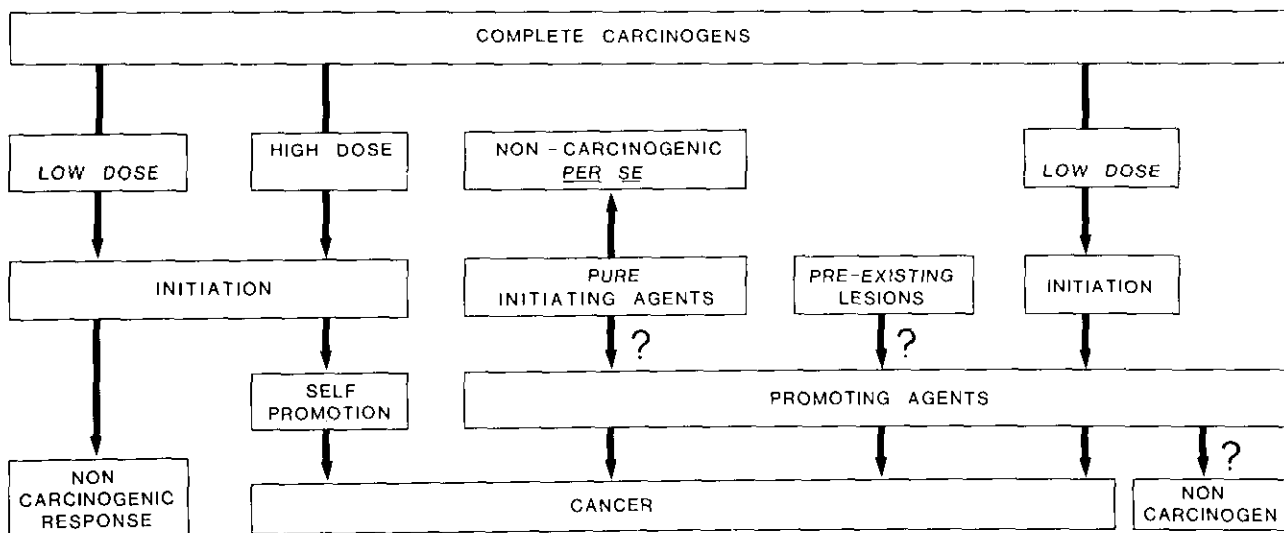 COMPLETE CARCINOGENS
LOW DOSE
HIGH DOSE
NON-CARCINOGENIC
PER SE
LOW DOSE
INITIATION
PURE
INITIATING AGENTS
PRE-EXISTING
LESIONS
INITIATION
?
?
SELF
PROMOTION
PROMOTING AGENTS
?
NON
CARCINOGENIC
RESPONSE
CANCER
NON
CARCINOGEN